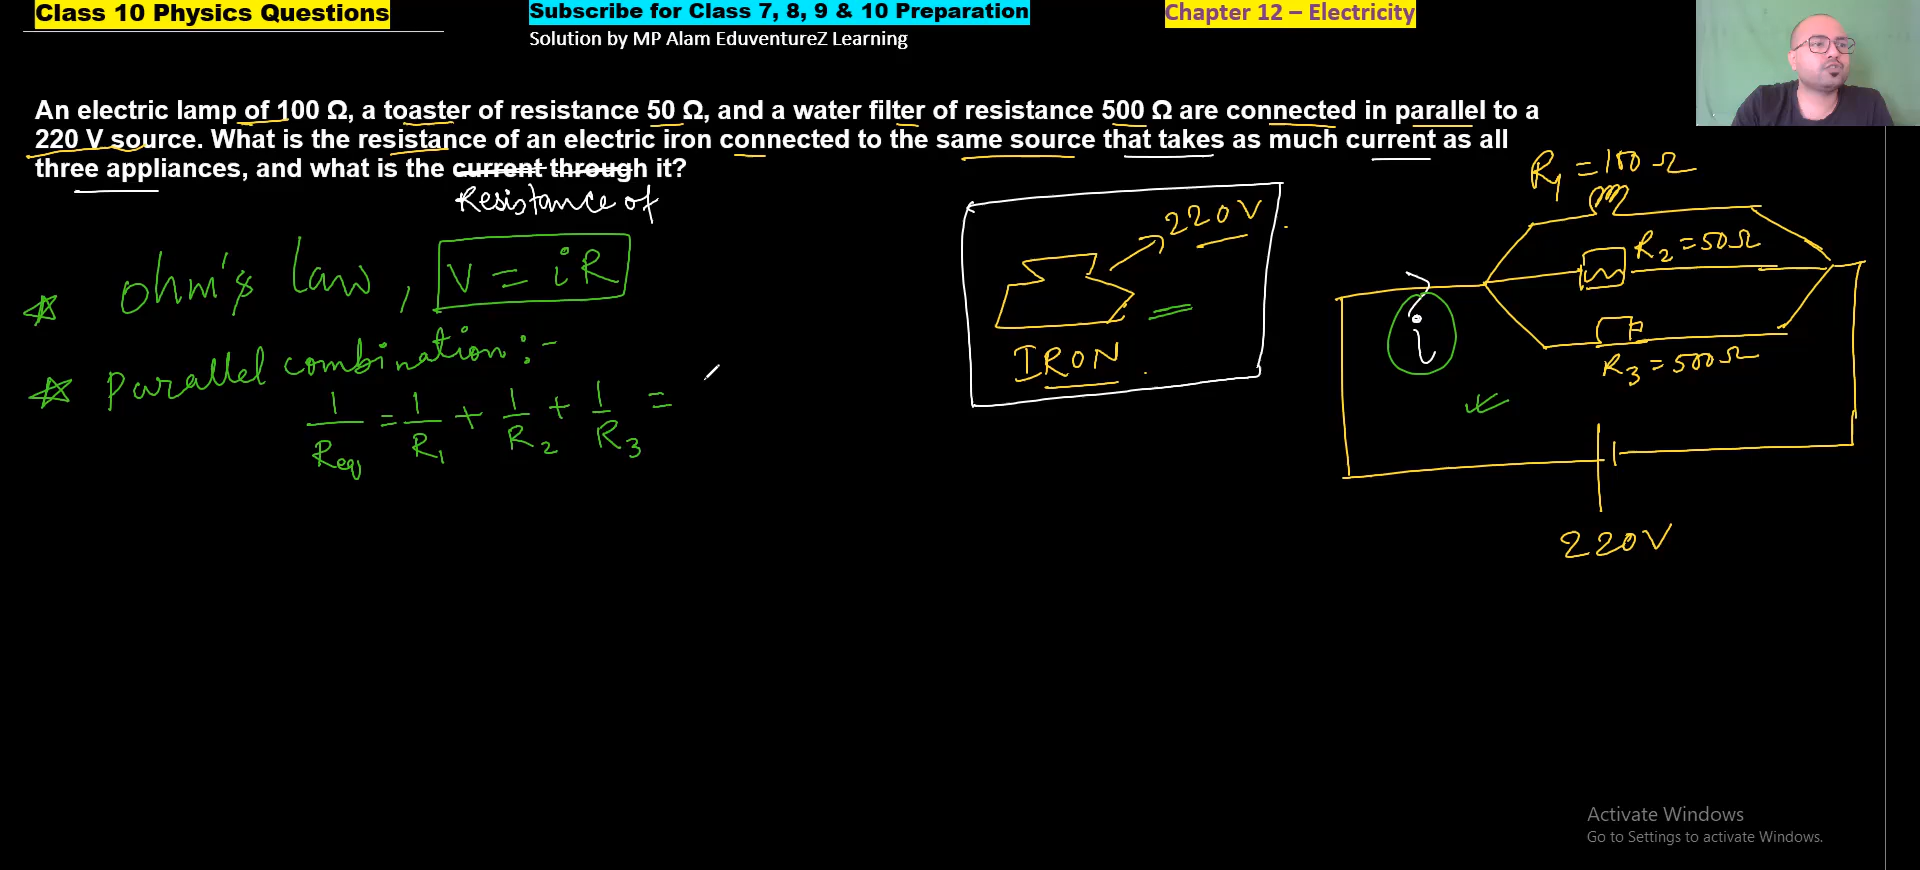 Class 10 Physics Questions
Subscribe for Class 7, 8, 9 & 10 Preparation
Chapter 12 – Electricity
Solution by MP Alam EduventureZ Learning
An electric lamp of 100 Ω, a toaster of resistance 50 Ω, and a water filter of resistance 500 Ω are connected in parallel to a
220 V source. What is the resistance of an electric iron connected to the same source that takes as much current as all
three appliances, and what is the current through it?
Resistance of
ohm's law, V = iR
Parallel combination :-
1/Req = 1/R1 + 1/R2 + 1/R3 =
220V
IRON
R1 = 100 Ω
R2 = 50Ω
R3 = 500Ω
i
220V
Activate Windows
Go to Settings to activate Windows.